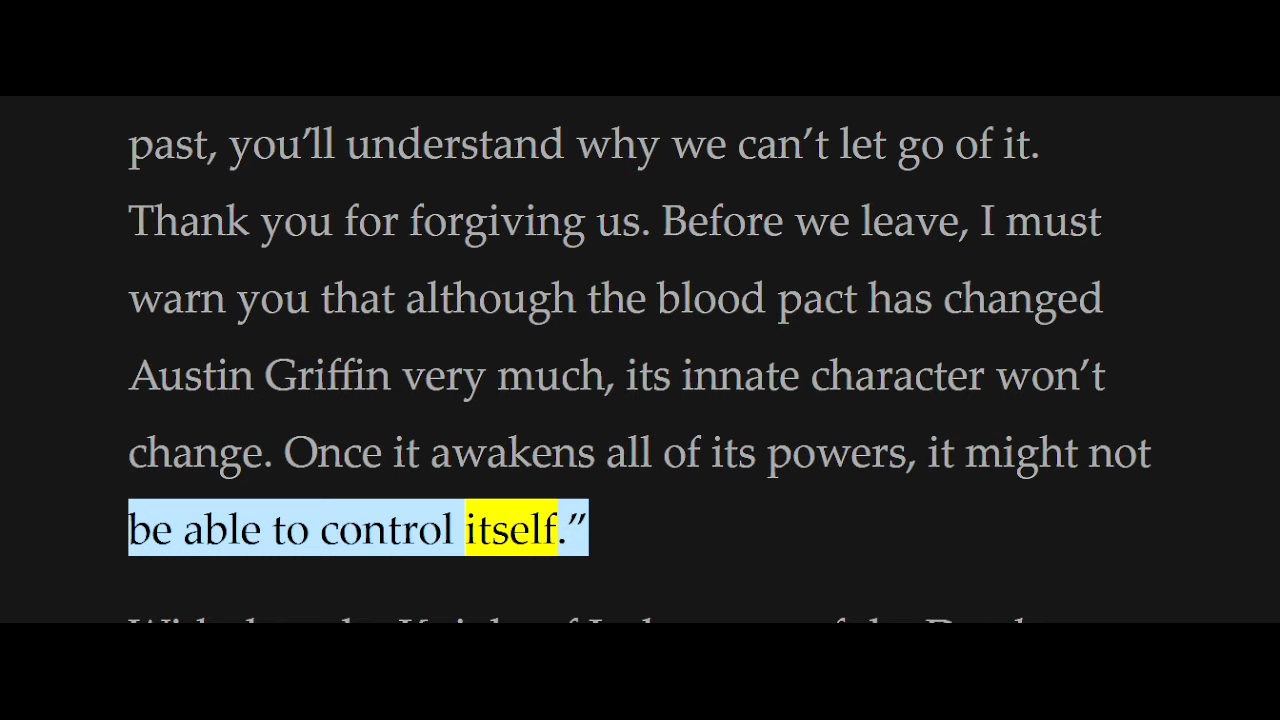 past, you’ll understand why we can’t let go of it.
Thank you for forgiving us. Before we leave, I must
warn you that although the blood pact has changed
Austin Griffin very much, its innate character won’t
change. Once it awakens all of its powers, it might not
be able to control itself.”